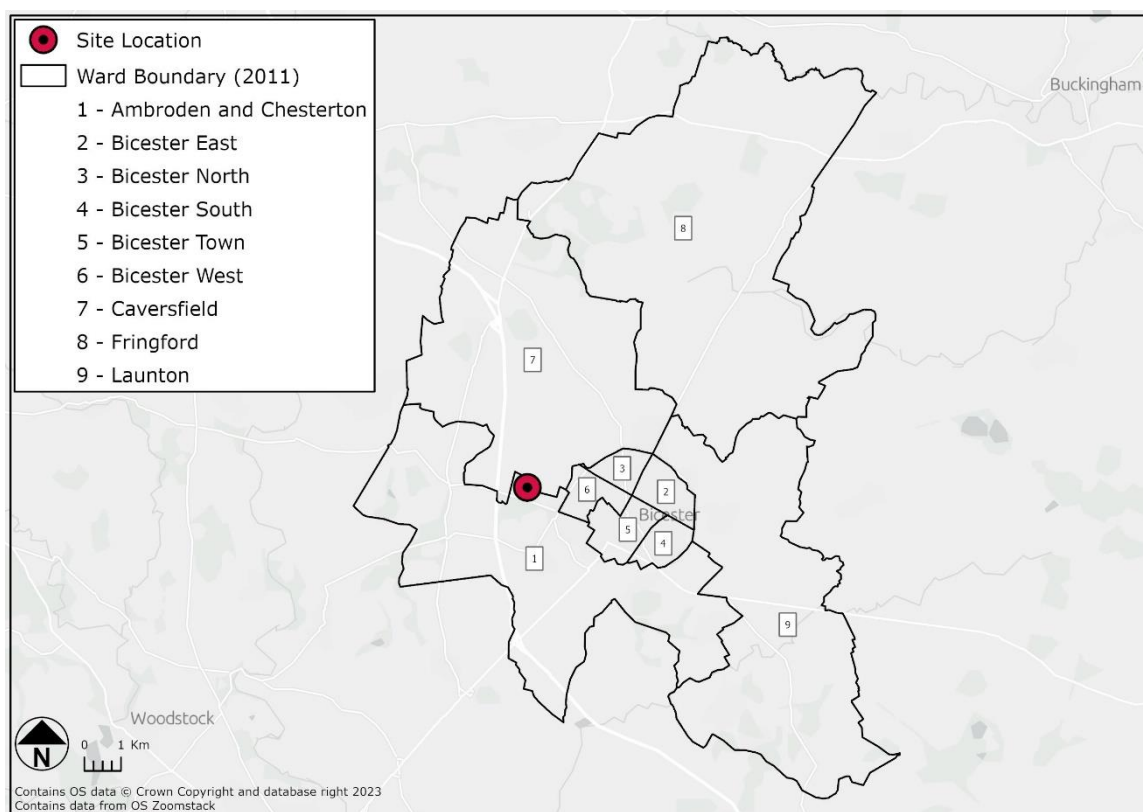 Site Location
Ward Boundary (2011)
1 - Ambroden and Chesterton
2 - Bicester East
3 - Bicester North
4 - Bicester South
5 - Bicester Town
6 - Bicester West
7 - Caversfield
8 - Fringford
9 - Launton
Buckingham
8
7
3
6
2
Bicester
5
4
1
9
Woodstock
N
0 1 Km
Contains OS data © Crown Copyright and database right 2023
Contains data from OS Zoomstack